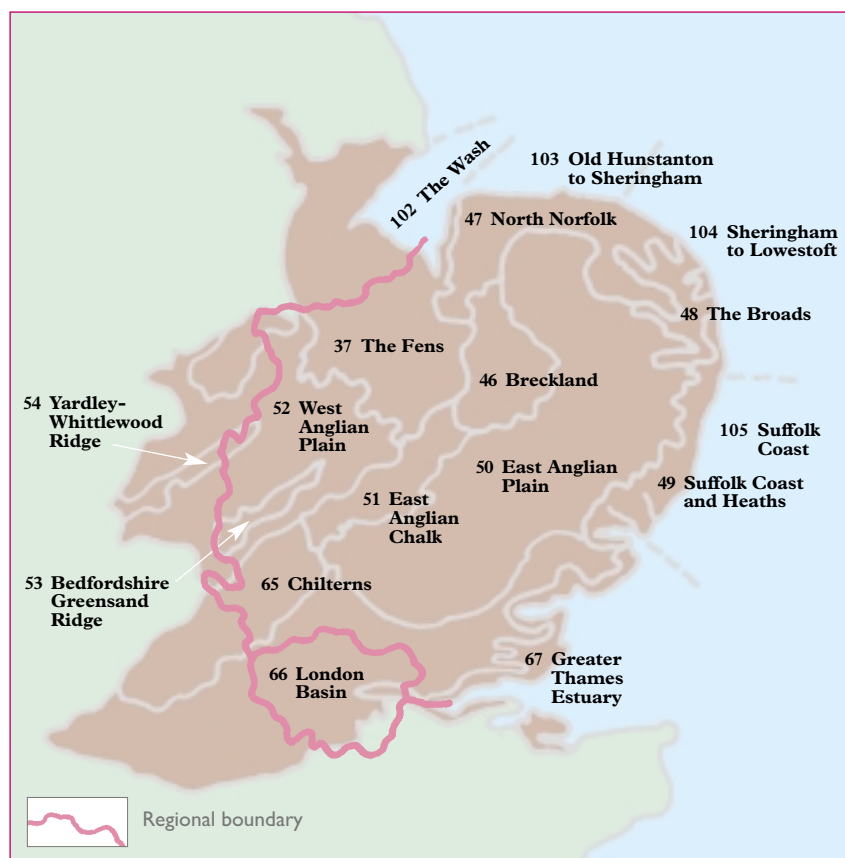 102 The Wash
103 Old Hunstanton
to Sheringham
47 North Norfolk
104 Sheringham
to Lowestoft
48 The Broads
37 The Fens
46 Breckland
54 Yardley-
Whittlewood
Ridge
52 West
Anglian
Plain
105 Suffolk
Coast
50 East Anglian
Plain
49 Suffolk Coast
and Heaths
51 East
Anglian
Chalk
53 Bedfordshire
Greensand
Ridge
65 Chilterns
67 Greater
Thames
Estuary
66 London
Basin
Regional boundary